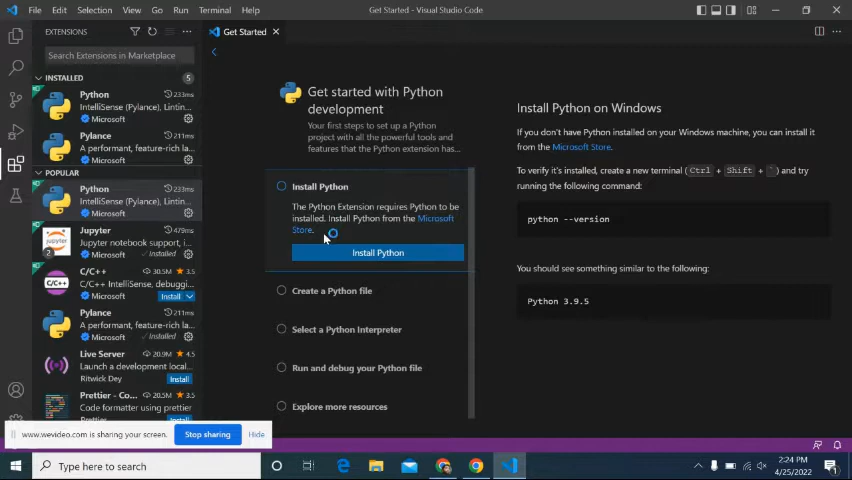 File Edit Selection View Go Run Terminal Help
Get Started - Visual Studio Code
EXTENSIONS
Get Started
Search Extensions in Marketplace
INSTALLED
5
Python
233ms
IntelliSense (Pylance), Lintin...
Microsoft
Pylance
211ms
A performant, feature-rich la...
Microsoft
POPULAR
Python
233ms
IntelliSense (Pylance), Lintin...
Microsoft
Jupyter
479ms
Jupyter notebook support, i...
2
Microsoft
Installed
C/C++
30.5M
3.5
C/C++ IntelliSense, debuggi...
C/C++
Microsoft
Install
Pylance
211ms
A performant, feature-rich la...
Microsoft
Installed
Live Server
20.9M
4.5
Launch a development local...
Ritwick Dey
Install
Prettier - Co...
20.5M
3.5
Code formatter using prettier
Prettier
Install
Get started with Python
development
Your first steps to set up a Python
project with all the powerful tools and
features that the Python extension has...
Install Python
The Python Extension requires Python to be
installed. Install Python from the Microsoft
Store.
Install Python
Create a Python file
Select a Python Interpreter
Run and debug your Python file
Explore more resources
Install Python on Windows
If you don't have Python installed on your Windows machine, you can install it
from the Microsoft Store.
To verify it's installed, create a new terminal (Ctrl + Shift + `) and try
running the following command:
python --version
You should see something similar to the following:
Python 3.9.5
www.wevideo.com is sharing your screen.
Stop sharing
Hide
Type here to search
2:24 PM
4/25/2022
1